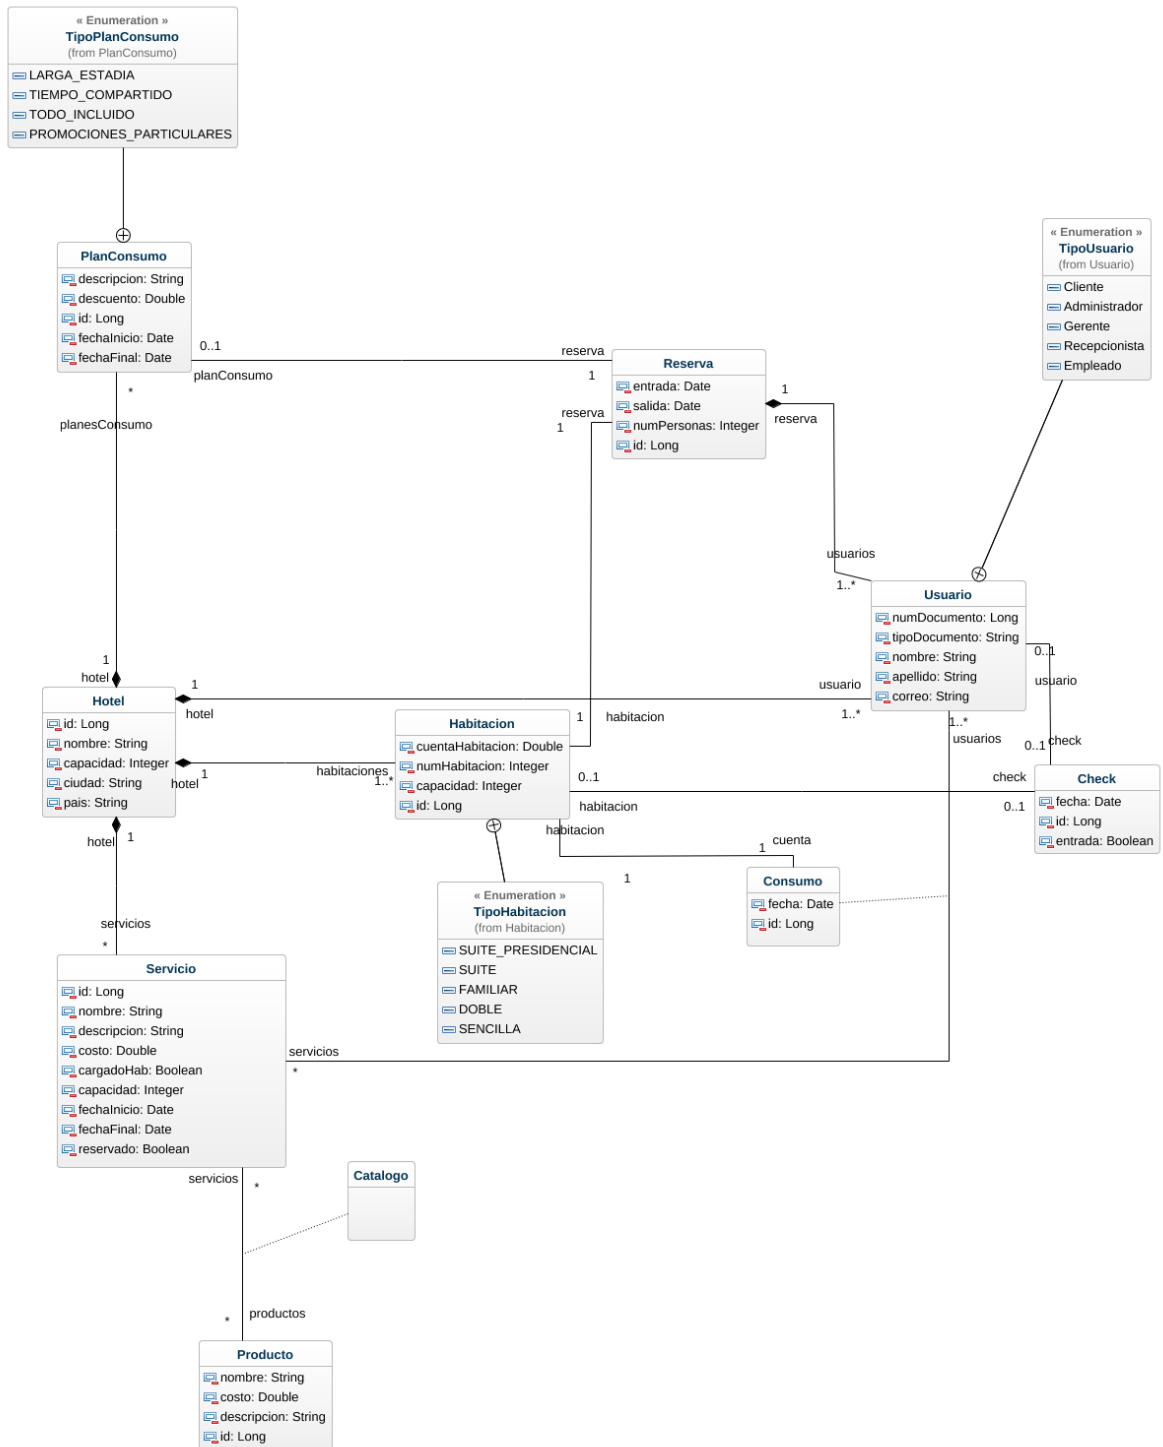 « Enumeration »
TipoPlanConsumo
(from PlanConsumo)
LARGA_ESTADIA
TIEMPO_COMPARTIDO
TODO_INCLUIDO
PROMOCIONES_PARTICULARES
« Enumeration »
TipoUsuario
(from Usuario)
Cliente
Administrador
Gerente
Recepcionista
Empleado
PlanConsumo
descripcion: String
descuento: Double
id: Long
fechaInicio: Date
fechaFinal: Date
0..1
planConsumo
reserva
1
*
planesConsumo
Reserva
entrada: Date
salida: Date
numPersonas: Integer
id: Long
1
reserva
reserva
1
usuarios
1..*
Usuario
numDocumento: Long
tipoDocumento: String
nombre: String
apellido: String
correo: String
0..1
usuario
1
hotel
Hotel
id: Long
nombre: String
capacidad: Integer
ciudad: String
pais: String
1
hotel
usuario
1..*
1
hotel
habitaciones
1..*
Habitacion
cuentaHabitacion: Double
numHabitacion: Integer
capacidad: Integer
id: Long
1
habitacion
0..1
habitacion
1..*
usuarios
0..1
check
check
0..1
Check
fecha: Date
id: Long
entrada: Boolean
hotel
1
habitacion
1
cuenta
1
Consumo
fecha: Date
id: Long
« Enumeration »
TipoHabitacion
(from Habitacion)
SUITE_PRESIDENCIAL
SUITE
FAMILIAR
DOBLE
SENCILLA
servicios
*
Servicio
id: Long
nombre: String
descripcion: String
costo: Double
cargadoHab: Boolean
capacidad: Integer
fechaInicio: Date
fechaFinal: Date
reservado: Boolean
servicios
*
servicios
*
Catalogo
productos
*
Producto
nombre: String
costo: Double
descripcion: String
id: Long